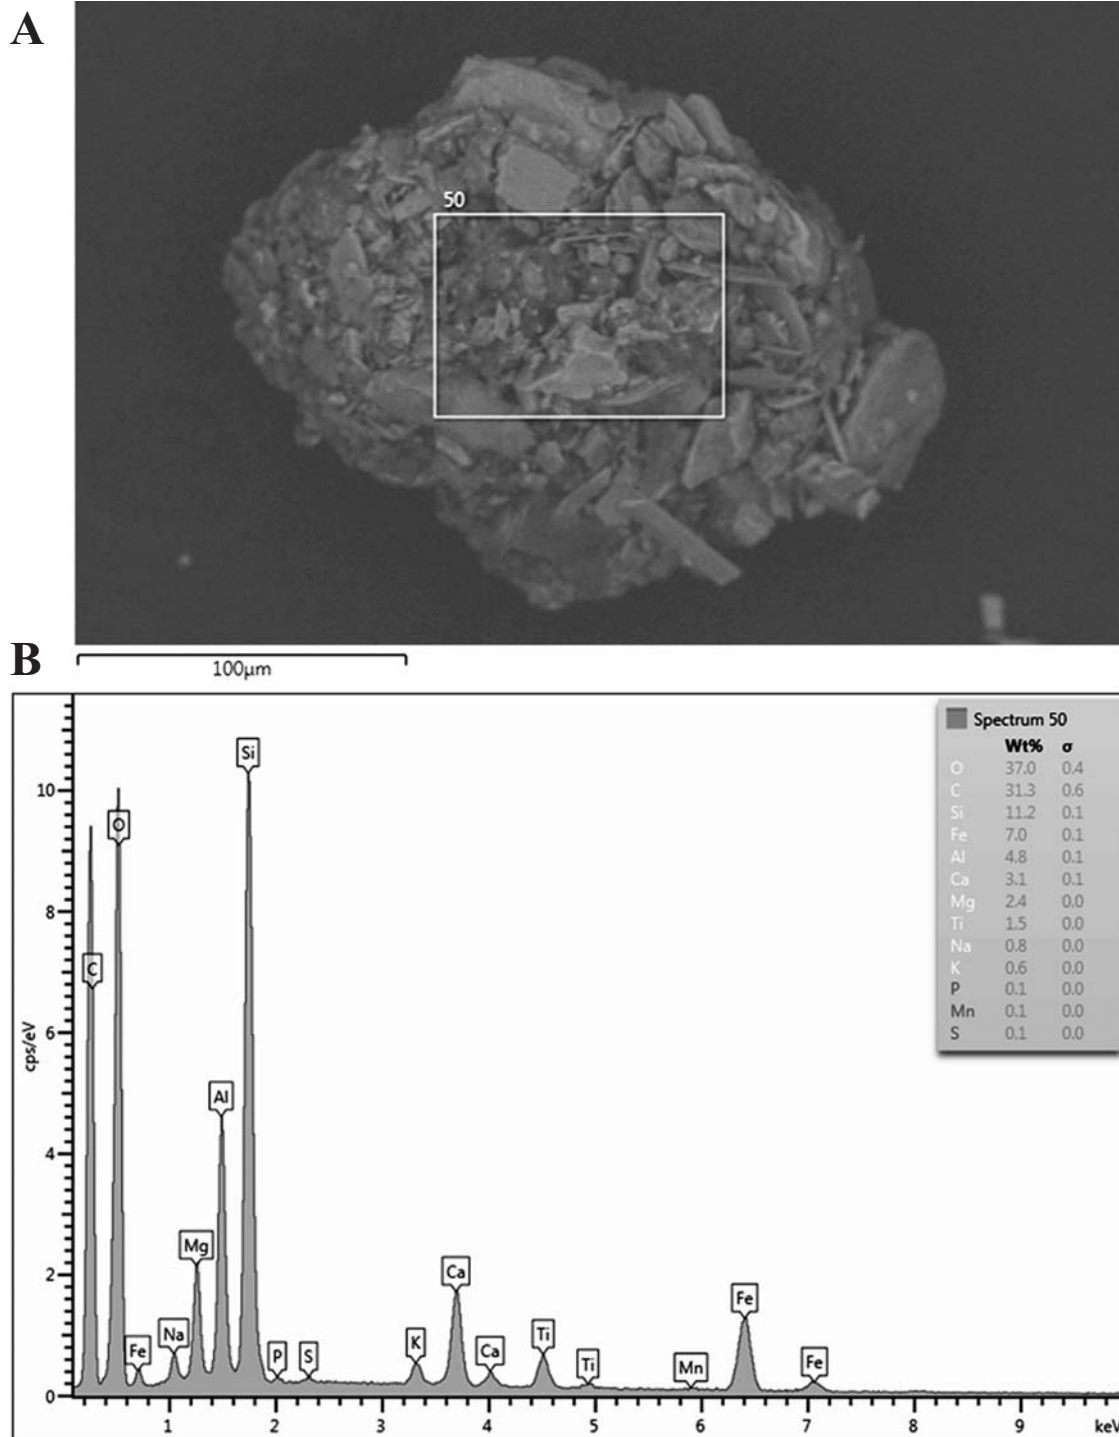 A
50
B
100µm
Si
10
O
8
C
6
cps/eV
Al
4
Mg
2
Ca
Fe
Na
Ti
K
Fe
P
S
Ca
Ti
Mn
Fe
0
1 2 3 4 5 6 7 8 9 keV
Spectrum 50
Wt% σ
O 37.0 0.4
C 31.3 0.6
Si 11.2 0.1
Fe 7.0 0.1
Al 4.8 0.1
Ca 3.1 0.1
Mg 2.4 0.0
Ti 1.5 0.0
Na 0.8 0.0
K 0.6 0.0
P 0.1 0.0
Mn 0.1 0.0
S 0.1 0.0